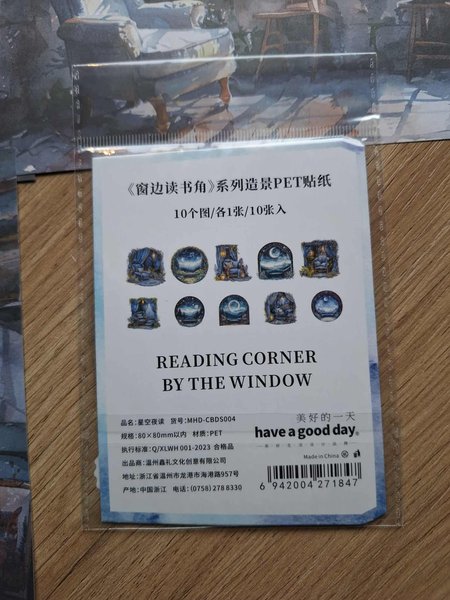 《窗边读书角》系列造景PET贴纸
10个图/各1张/10张入
READING CORNER
BY THE WINDOW
品名:星空夜读 货号:MHD-CBDS004
规格:80×80mm以内 材质:PET
执行标准:Q/XLWH 001-2023 合格品
出品商:温州鑫礼文化创意有限公司
地址:浙江省温州市龙港市海港路957号
产地:中国浙江 电话:(0758) 278 8330
美好的一天
have a good day®
Made in China
6 942004 271847